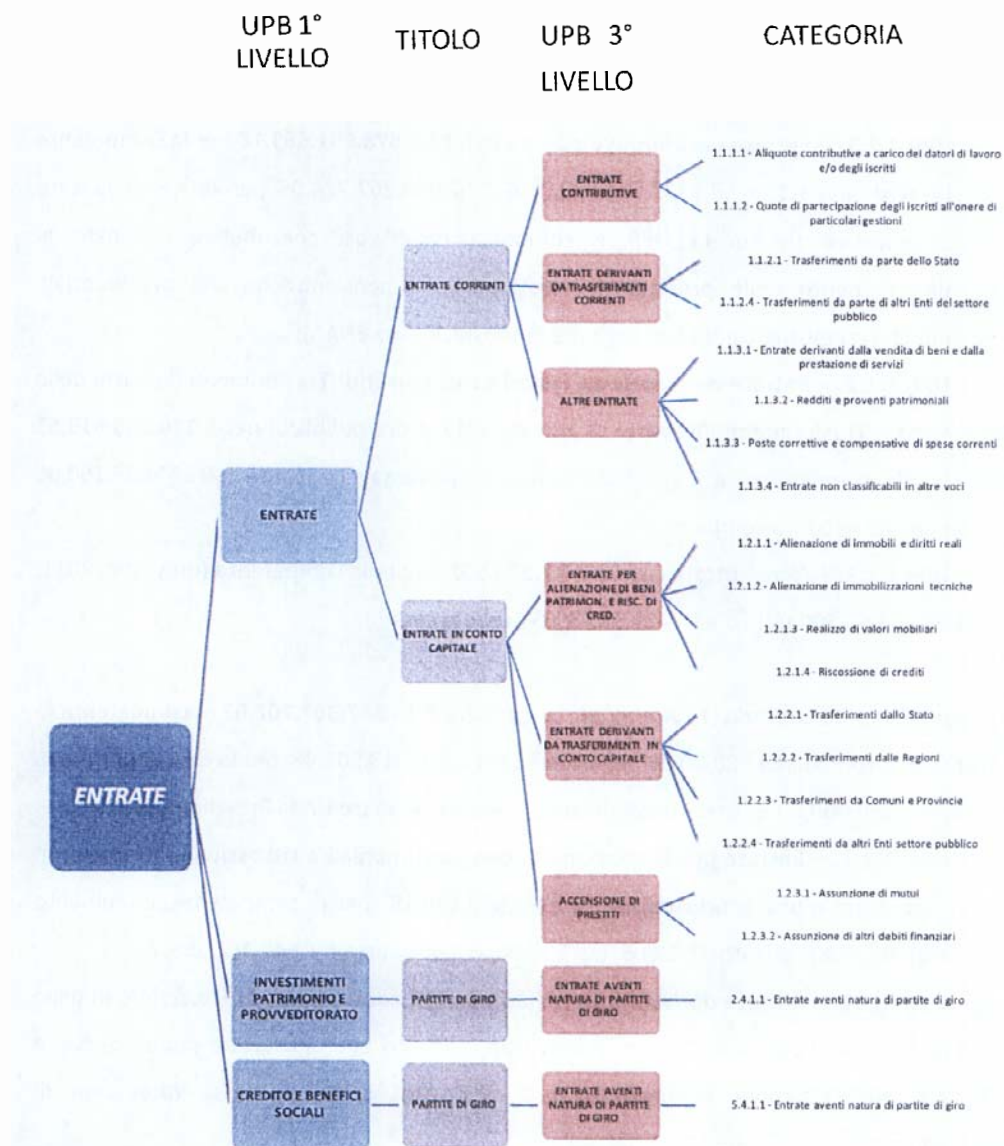 UPB 1°
LIVELLO
TITOLO
UPB 3°
LIVELLO
CATEGORIA
ENTRATE
CONTRIBUTIVE
1.1.1.1 - Aliquote contributive a carico dei datori di lavoro
e/o degli iscritti
1.1.1.2 - Quote di partecipazione degli iscritti all'onere di
particolari gestioni
ENTRATE CORRENTI
ENTRATE DERIVANTI
DA TRASFERIMENTI
CORRENTI
1.1.2.1 - Trasferimenti da parte dello Stato
1.1.2.4 - Trasferimenti da parte di altri Enti del settore
pubblico
ALTRE ENTRATE
1.1.3.1 - Entrate derivanti dalla vendita di beni e dalla
prestazione di servizi
1.1.3.2 - Redditi e proventi patrimoniali
1.1.3.3 - Poste correttive e compensative di spese correnti
1.1.3.4 - Entrate non classificabili in altre voci
ENTRATE
ENTRATE IN CONTO
CAPITALE
ENTRATE PER
ALIENAZIONE DI BENI
PATRIMON. E RISC. DI
CRED.
1.2.1.1 - Alienazione di immobili e diritti reali
1.2.1.2 - Alienazione di immobilizzazioni tecniche
1.2.1.3 - Realizzo di valori mobiliari
1.2.1.4 - Riscossione di crediti
ENTRATE DERIVANTI
DA TRASFERIMENTI IN
CONTO CAPITALE
1.2.2.1 - Trasferimenti dallo Stato
1.2.2.2 - Trasferimenti dalle Regioni
1.2.2.3 - Trasferimenti da Comuni e Provincie
1.2.2.4 - Trasferimenti da altri Enti settore pubblico
ENTRATE
ACCENSIONE DI
PRESTITI
1.2.3.1 - Assunzione di mutui
1.2.3.2 - Assunzione di altri debiti finanziari
INVESTIMENTI
PATRIMONIO E
PROVVEDITORATO
PARTITE DI GIRO
ENTRATE AVENTI
NATURA DI PARTITE
DI GIRO
2.4.1.1 - Entrate aventi natura di partite di giro
CREDITO E BENEFICI
SOCIALI
PARTITE DI GIRO
ENTRATE AVENTI
NATURA DI PARTITE
DI GIRO
5.4.1.1 - Entrate aventi natura di partite di giro